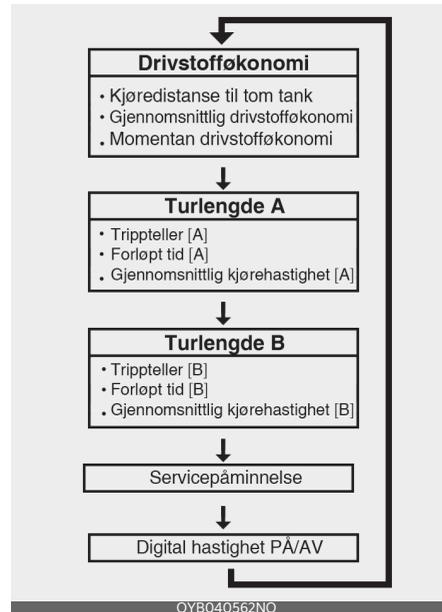 Drivstofføkonomi
• Kjøredistanse til tom tank
• Gjennomsnittlig drivstofføkonomi
• Momentan drivstofføkonomi
Turlengde A
• Trippteller [A]
• Forløpt tid [A]
• Gjennomsnittlig kjørehastighet [A]
Turlengde B
• Trippteller [B]
• Forløpt tid [B]
• Gjennomsnittlig kjørehastighet [B]
Servicepåminnelse
Digital hastighet PÅ/AV
OYB040562NO